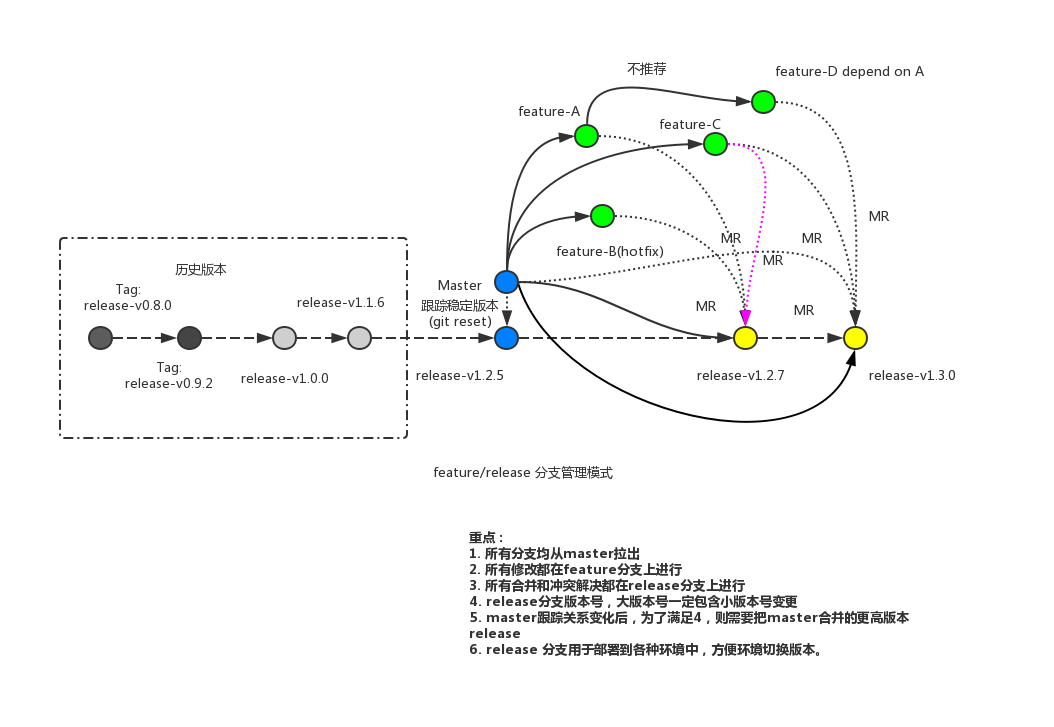 不推荐
feature-D depend on A
feature-A
feature-C
MR
feature-B(hotfix)
MR
MR
MR
历史版本
Tag:
release-v0.8.0
release-v1.1.6
Master
跟踪稳定版本
(git reset)
MR
MR
Tag:
release-v0.9.2
release-v1.0.0
release-v1.2.5
release-v1.2.7
release-v1.3.0
feature/release 分支管理模式
重点：
1. 所有分支均从master拉出
2. 所有修改都在feature分支上进行
3. 所有合并和冲突解决都在release分支上进行
4. release分支版本号，大版本号一定包含小版本号变更
5. master跟踪关系变化后，为了满足4，则需要把master合并的更高版本
release
6. release 分支用于部署到各种环境中，方便环境切换版本。